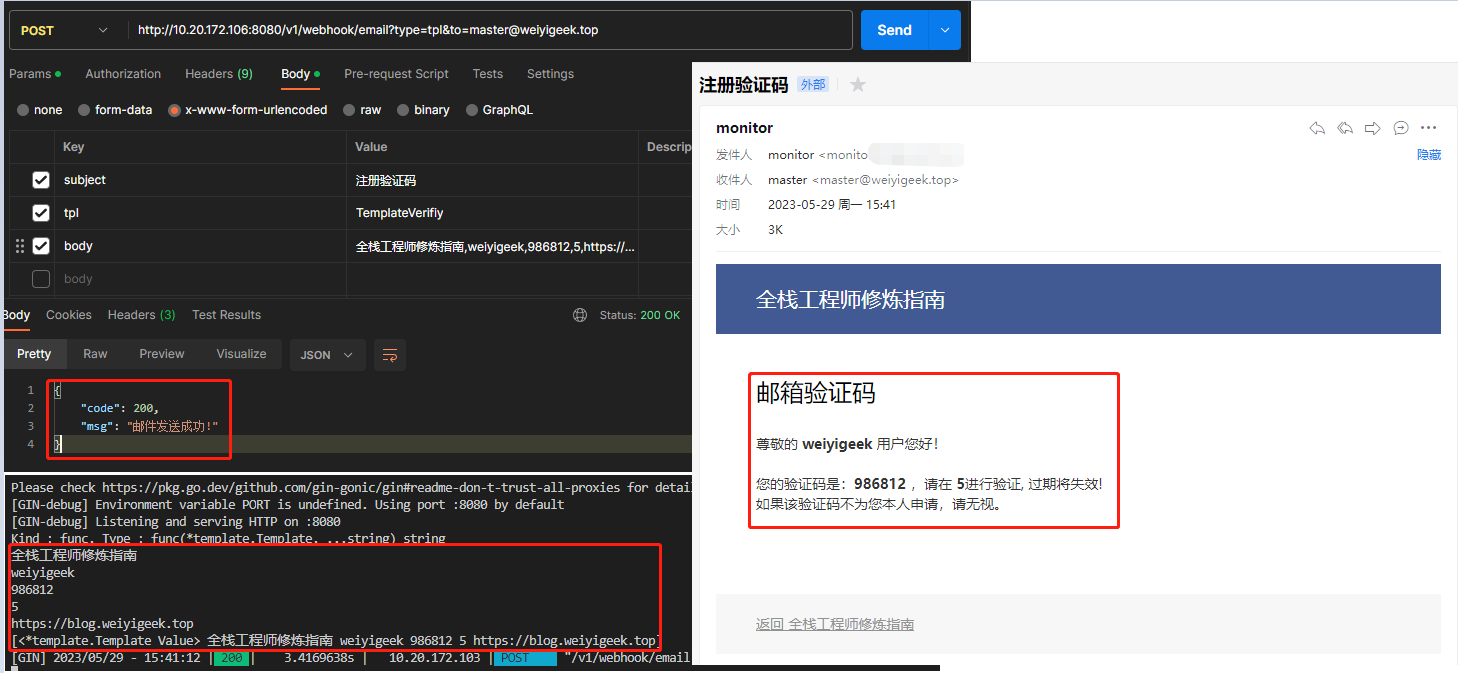 POST
http://10.20.172.106:8080/v1/webhook/email?type=tpl&to=master@weiyigeek.top
Send
Params
Authorization
Headers (9)
Body
Pre-request Script
Tests
Settings
none
form-data
x-www-form-urlencoded
raw
binary
GraphQL
Key
Value
Descrip
subject
注册验证码
tpl
TemplateVerifiy
body
全栈工程师修炼指南,weiyigeek,986812,5,https://...
body
Body
Cookies
Headers (3)
Test Results
Status: 200 OK
Pretty
Raw
Preview
Visualize
JSON
1 {
2 "code": 200,
3 "msg": "邮件发送成功!"
4 }
Please check https://pkg.go.dev/github.com/gin-gonic/gin#readme-don-t-trust-all-proxies for detai
[GIN-debug] Environment variable PORT is undefined. Using port :8080 by default
[GIN-debug] Listening and serving HTTP on :8080
Kind : func, Type : func(*template.Template, ...string) string
全栈工程师修炼指南
weiyigeek
986812
5
https://blog.weiyigeek.top
[<*template.Template Value> 全栈工程师修炼指南 weiyigeek 986812 5 https://blog.weiyigeek.top]
[GIN] 2023/05/29 - 15:41:12 | 200 | 3.4169638s | 10.20.172.103 | POST "/v1/webhook/email
注册验证码
外部
monitor
发件人 monitor <monito
隐藏
收件人 master <master@weiyigeek.top>
时间 2023-05-29 周一 15:41
大小 3K
全栈工程师修炼指南
邮箱验证码
尊敬的 weiyigeek 用户您好！
您的验证码是：986812 ，请在 5进行验证, 过期将失效!
如果该验证码不为您本人申请，请无视。
返回 全栈工程师修炼指南